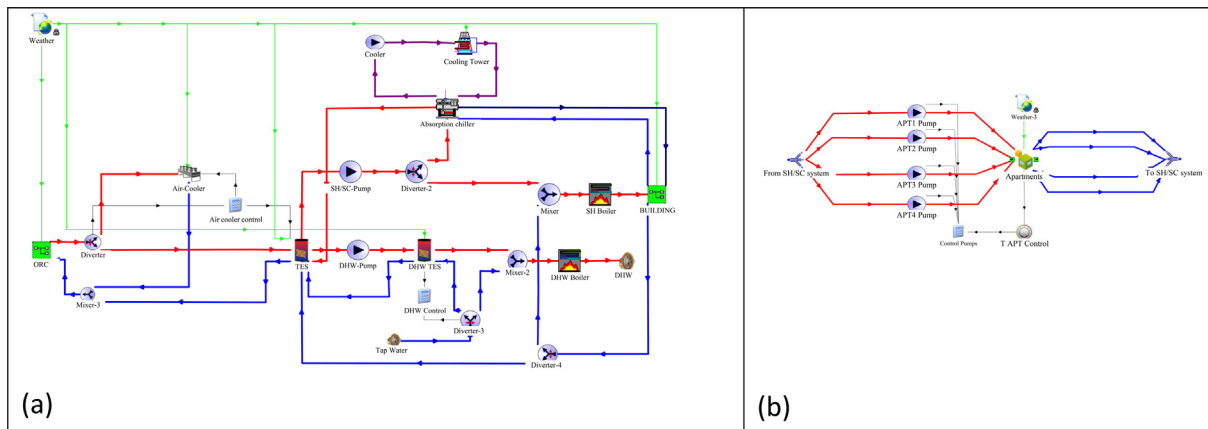 Weather
Cooler
Cooling Tower
Absorption chiller
Air-Cooler
SH/SC-Pump
Diverter-2
Air cooler control
Mixer
SH Boiler
BUILDING
ORC
Diverter
TES
DHW-Pump
DHW TES
Mixer-2
DHW Boiler
DHW
Mixer-3
DHW Control
Diverter-3
Tap Water
Diverter-4
(a)
Weather-3
APT1 Pump
APT2 Pump
From SH/SC system
APT3 Pump
Apartments
To SH/SC system
APT4 Pump
Control Pumps
T APT Control
(b)